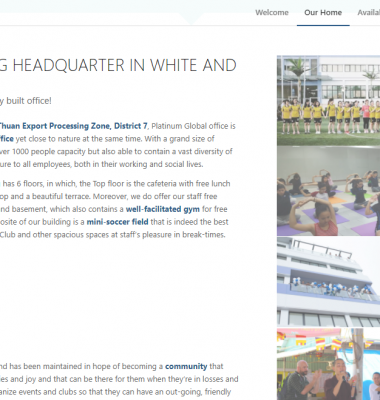 Welcome Our Home Availa
G HEADQUARTER IN WHITE AND
y built office!
Thuan Export Processing Zone, District 7, Platinum Global office is
ffice yet close to nature at the same time. With a grand size of
ver 1000 people capacity but also able to contain a vast diversity of
ure to all employees, both in their working and social lives.
has 6 floors, in which, the Top floor is the cafeteria with free lunch
op and a beautiful terrace. Moreover, we do offer our staff free
nd basement, which also contains a well-facilitated gym for free
osite of our building is a mini-soccer field that is indeed the best
Club and other spacious spaces at staff's pleasure in break-times.
nd has been maintained in hope of becoming a community that
es and joy and that can be there for them when they're in losses and
anize events and clubs so that they can have an out-going, friendly